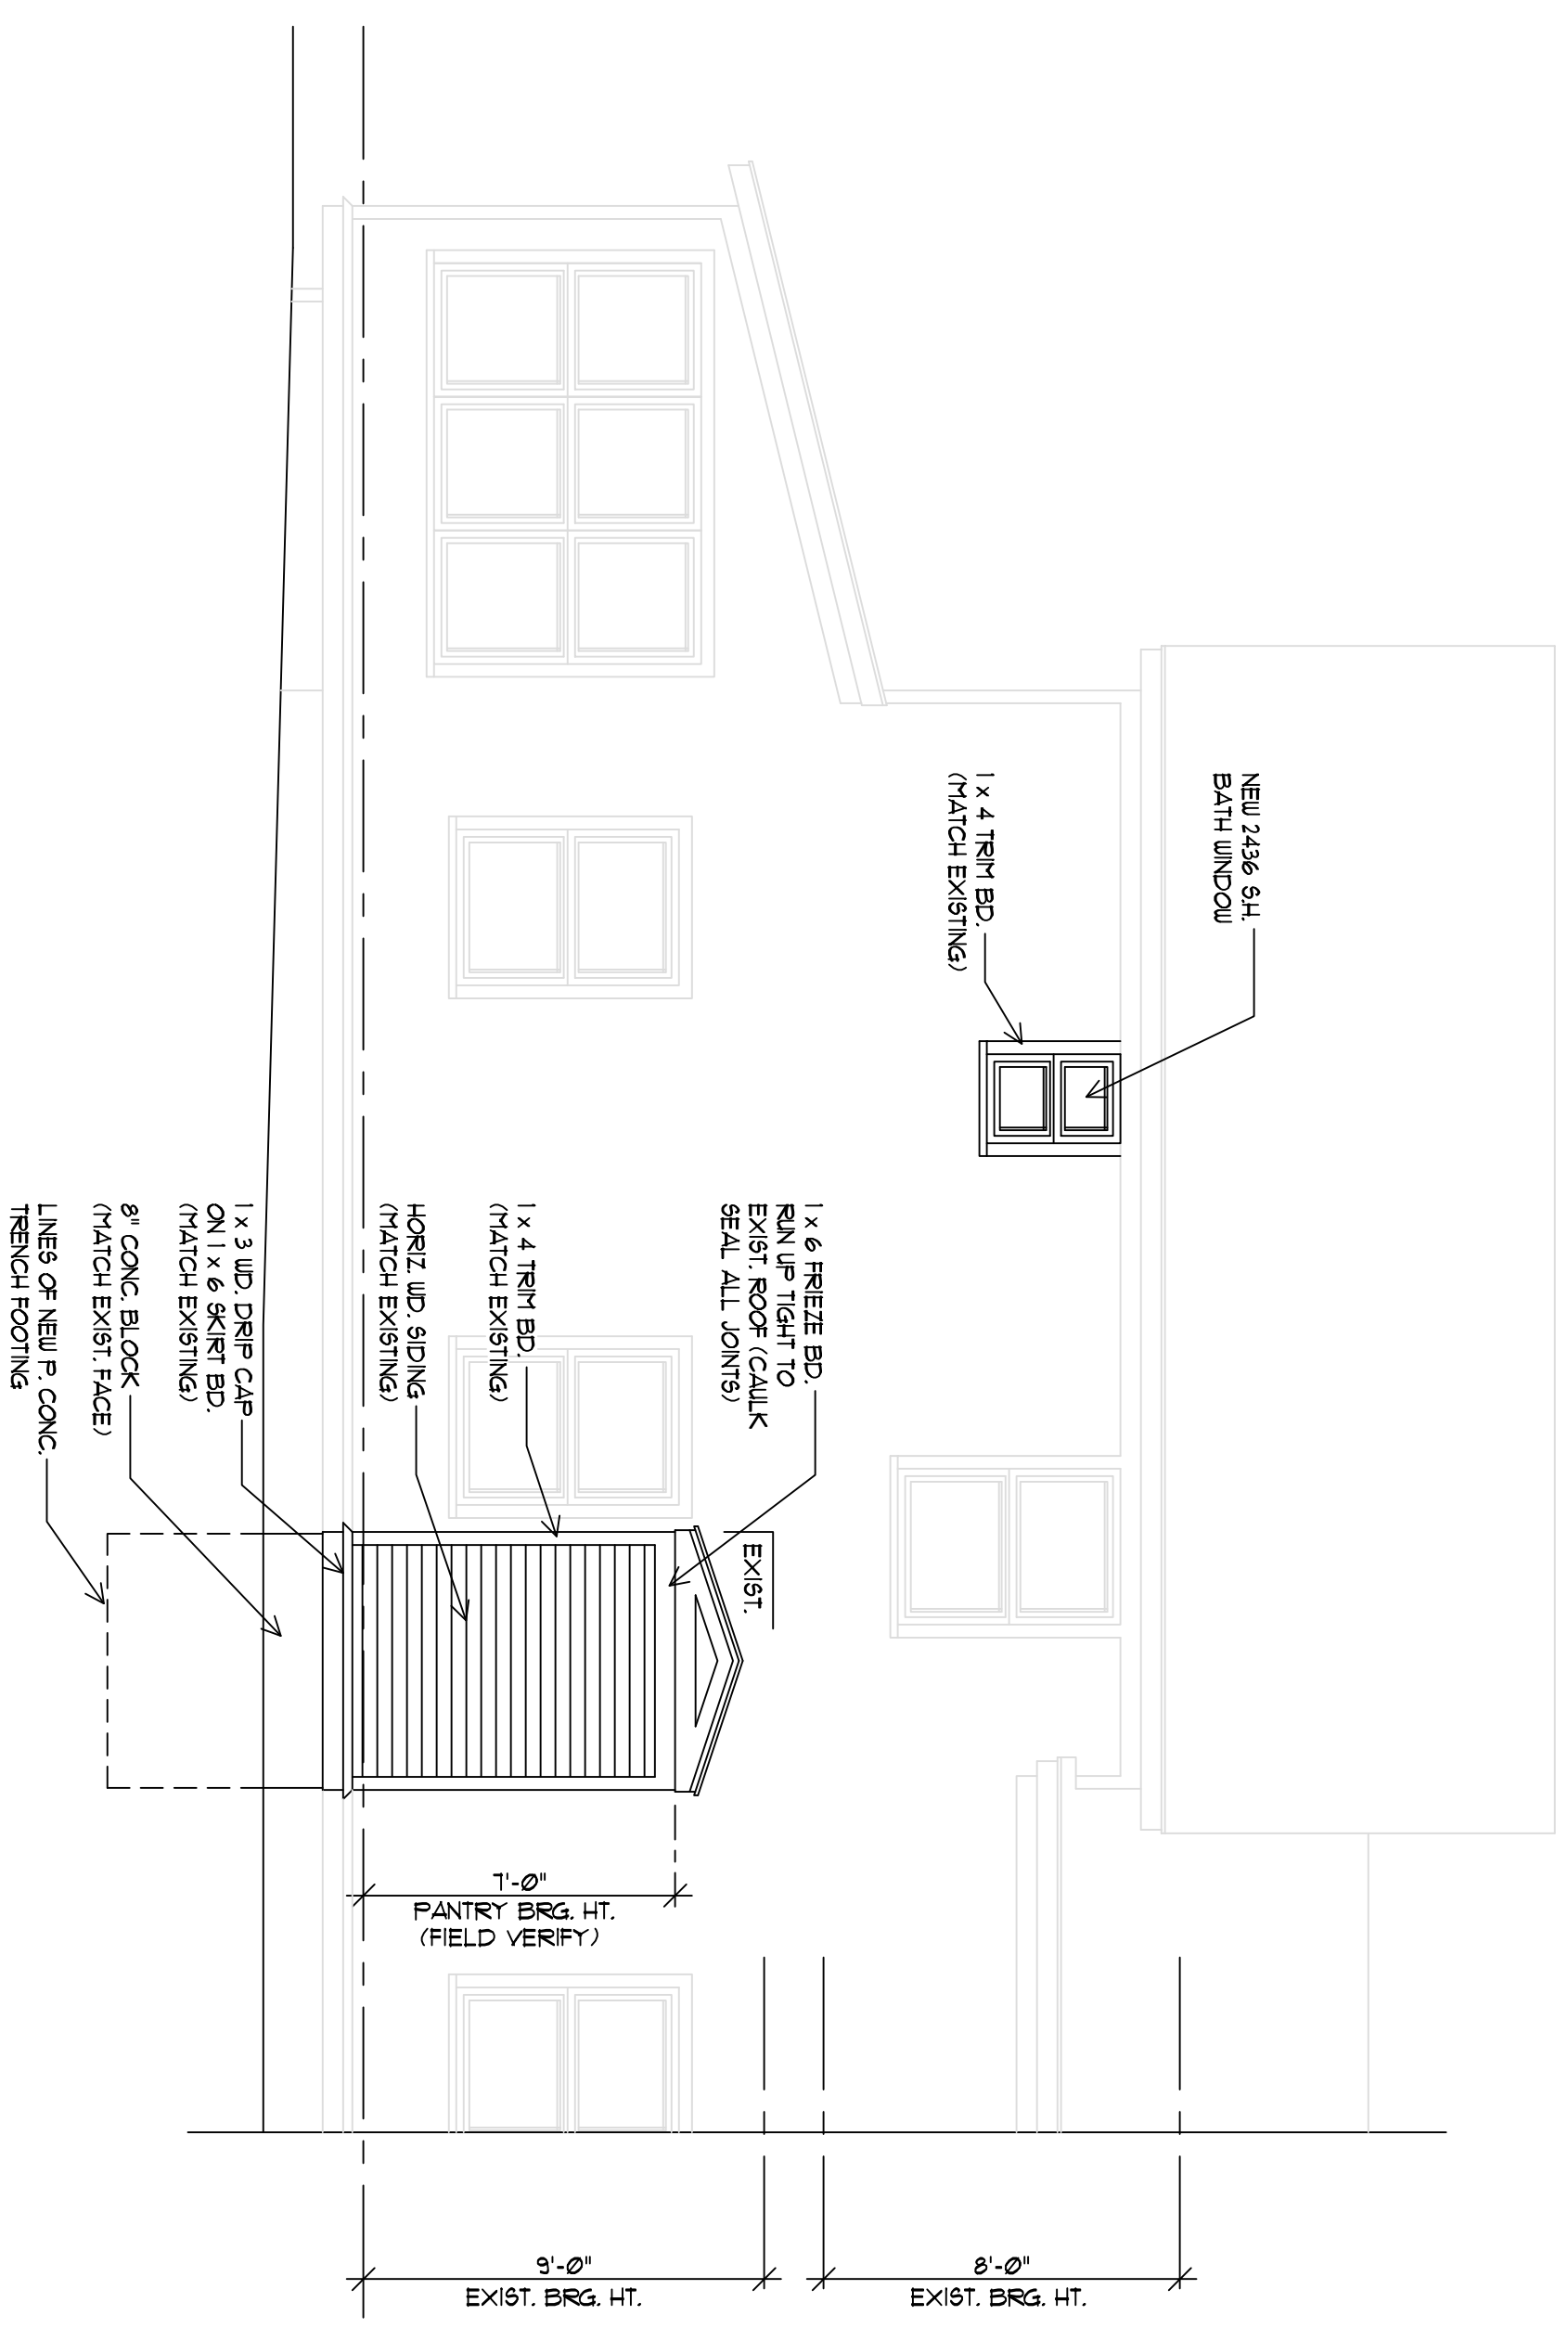 NEW 2436 S.H.
BATH WINDOW
1 x 4 TRIM BD.
(MATCH EXISTING)
1 x 6 FRIEZE BD.
RUN UP TIGHT TO
EXIST. ROOF (CAULK
SEAL ALL JOINTS)
EXIST.
1 x 4 TRIM BD.
(MATCH EXISTING)
HORIZ. WD. SIDING
(MATCH EXISTING)
1 x 3 WD. DRIP CAP
ON 1 x 6 SKIRT BD.
(MATCH EXISTING)
8" CONC. BLOCK
(MATCH EXIST. FACE)
LINES OF NEW P. CONC.
TRENCH FOOTING
7'-0"
PANTRY BRG. HT.
(FIELD VERIFY)
9'-0"
EXIST. BRG. HT.
8'-0"
EXIST. BRG. HT.